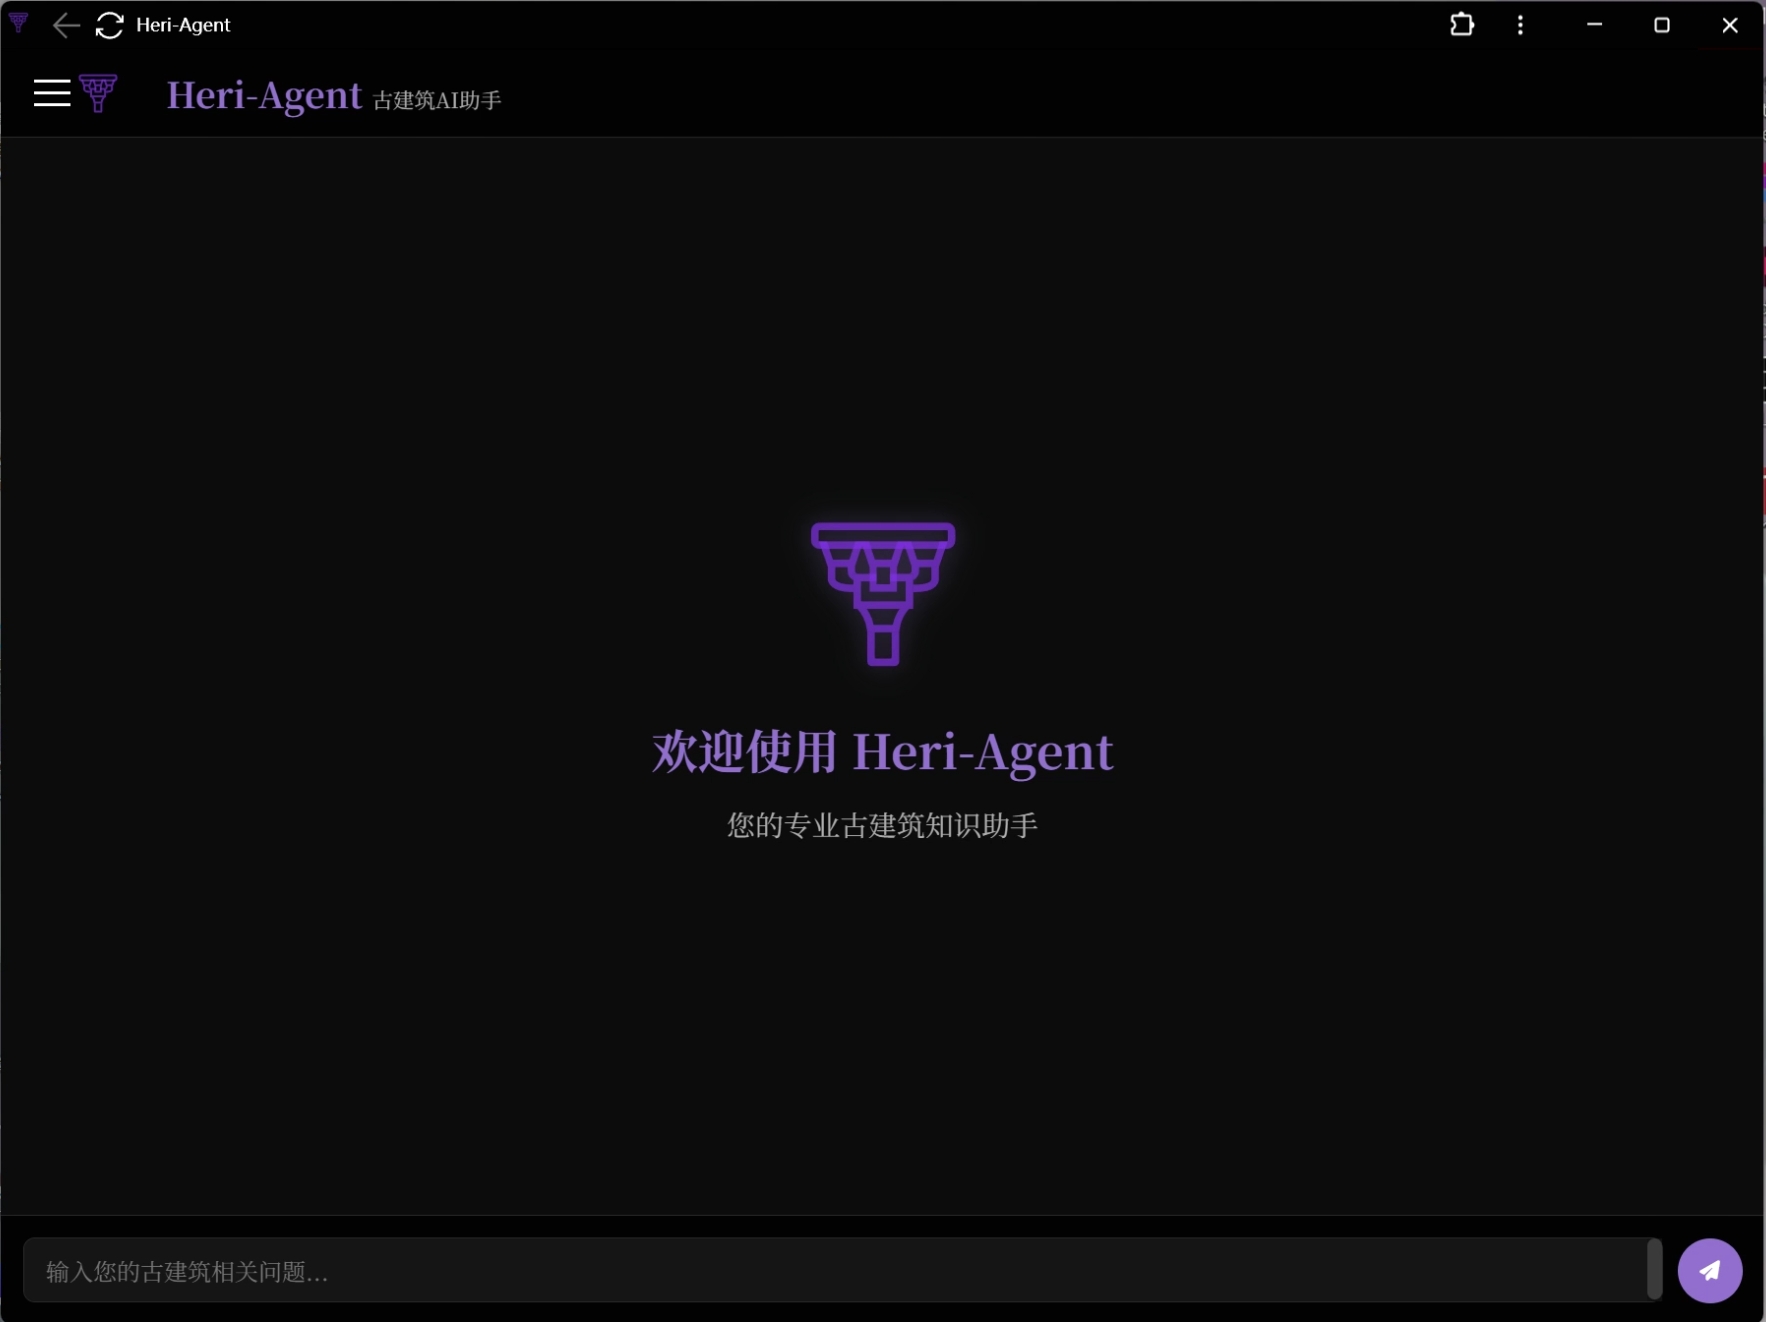 Heri-Agent
Heri-Agent 古建筑AI助手
欢迎使用 Heri-Agent
您的专业古建筑知识助手
输入您的古建筑相关问题...